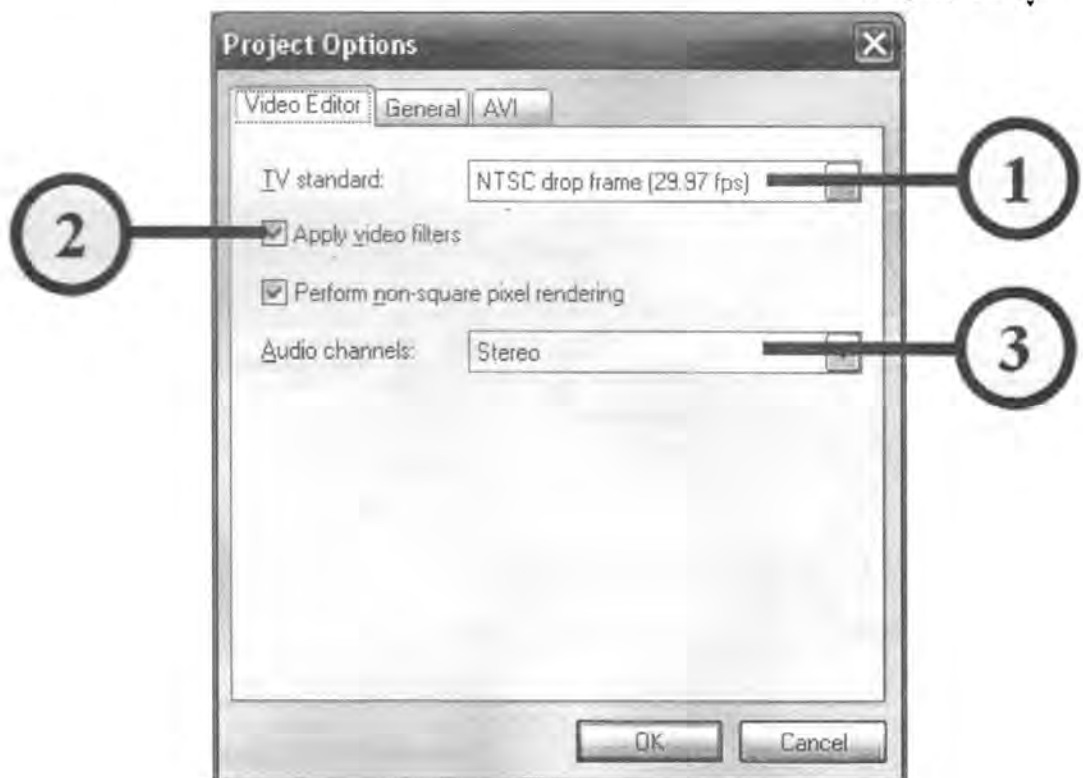 Project Options
Video Editor General AVI
TV standard: NTSC drop frame (29.97 fps)
1
2
Apply video filters
Perform non-square pixel rendering
Audio channels: Stereo
3
OK Cancel